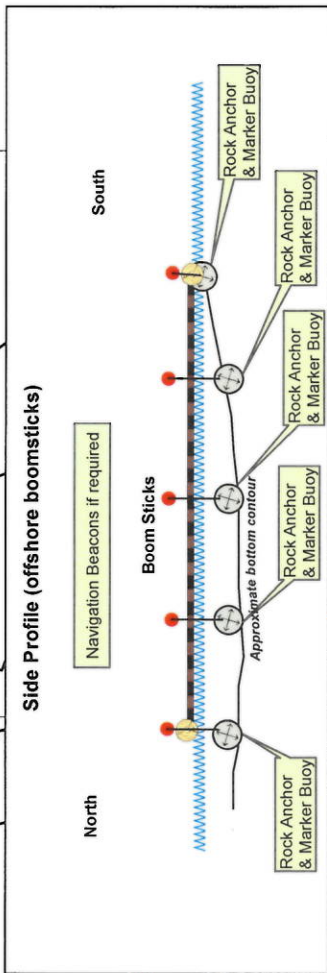 Side Profile (offshore boomsticks)
Navigation Beacons if required
North
South
Boom Sticks
Approximate bottom contour
Rock Anchor
& Marker Buoy
Rock Anchor
& Marker Buoy
Rock Anchor
& Marker Buoy
Rock Anchor
& Marker Buoy
Rock Anchor
& Marker Buoy